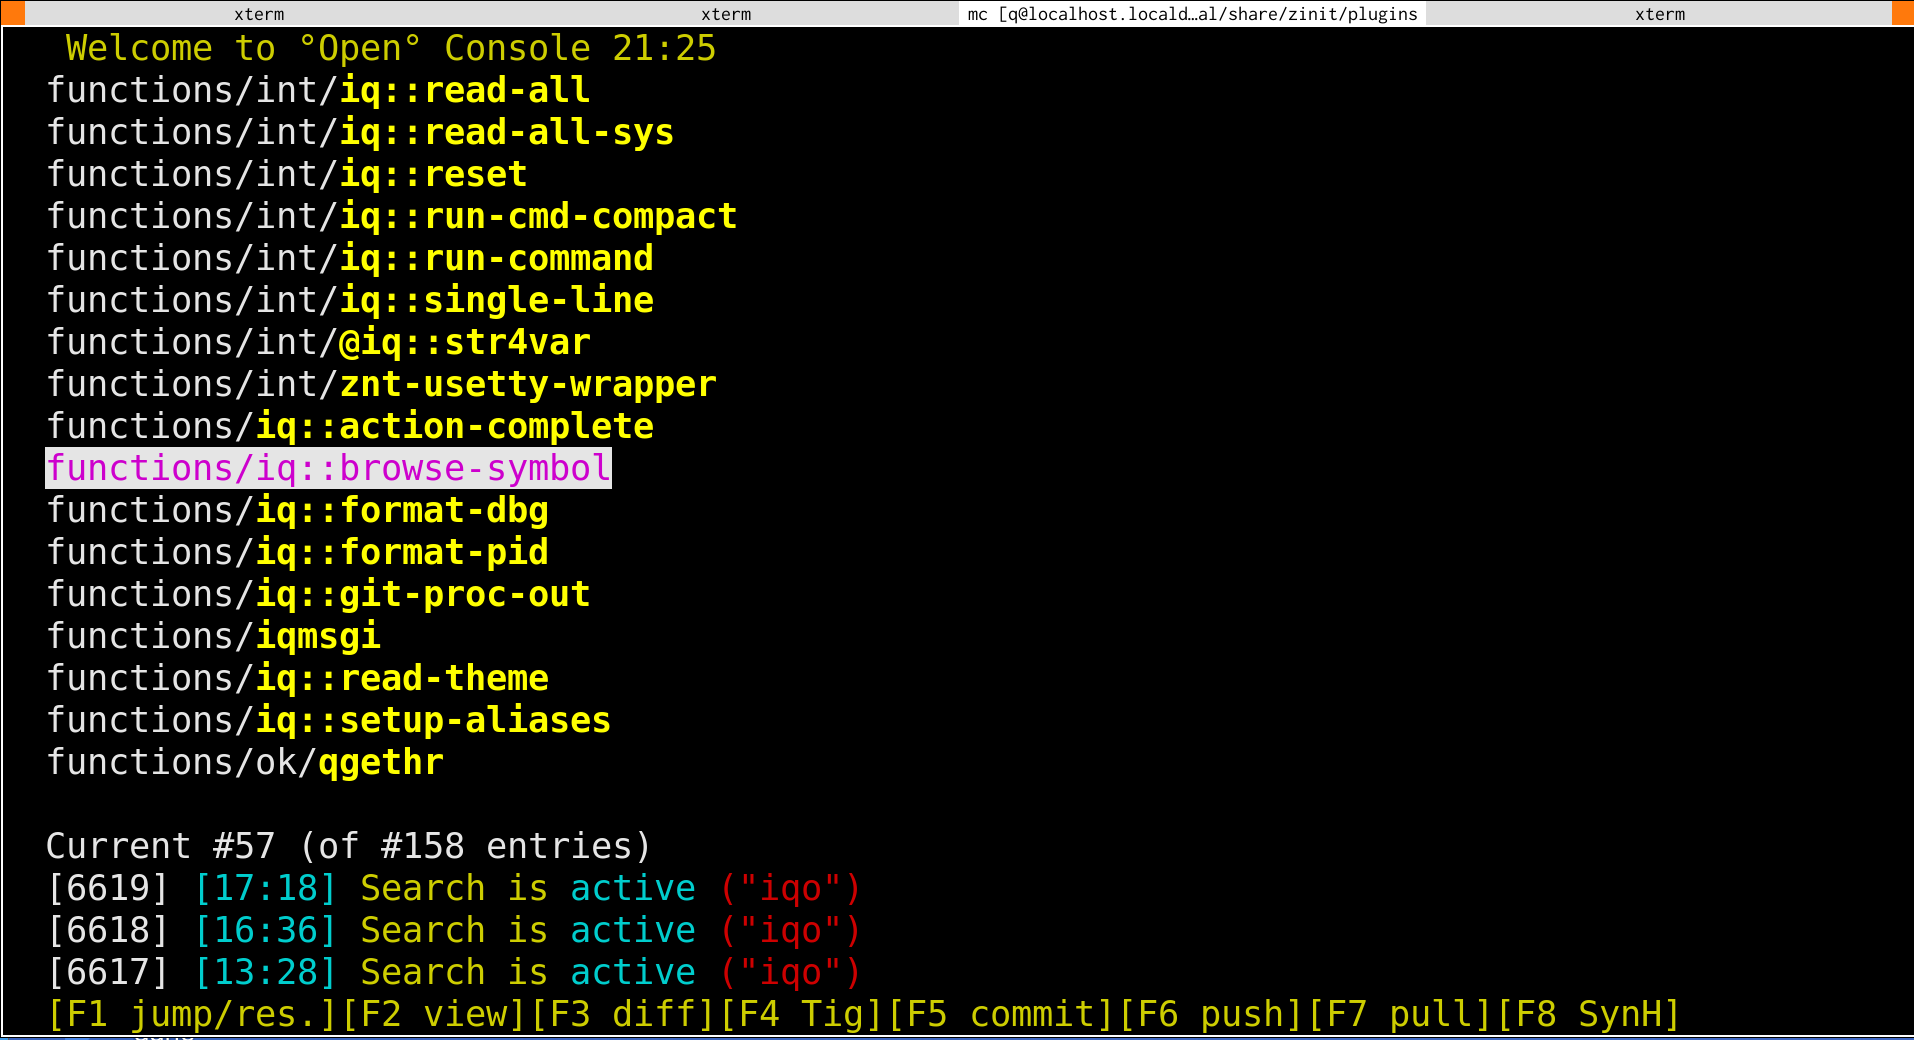 xterm xterm mc [q@localhost.locald…al/share/zinit/plugins xterm
Welcome to °Open° Console 21:25
functions/int/iq::read-all
functions/int/iq::read-all-sys
functions/int/iq::reset
functions/int/iq::run-cmd-compact
functions/int/iq::run-command
functions/int/iq::single-line
functions/int/@iq::str4var
functions/int/znt-usetty-wrapper
functions/iq::action-complete
functions/iq::browse-symbol
functions/iq::format-dbg
functions/iq::format-pid
functions/iq::git-proc-out
functions/iqmsgi
functions/iq::read-theme
functions/iq::setup-aliases
functions/ok/qgethr
Current #57 (of #158 entries)
[6619] [17:18] Search is active ("iqo")
[6618] [16:36] Search is active ("iqo")
[6617] [13:28] Search is active ("iqo")
[F1 jump/res.][F2 view][F3 diff][F4 Tig][F5 commit][F6 push][F7 pull][F8 SynH]